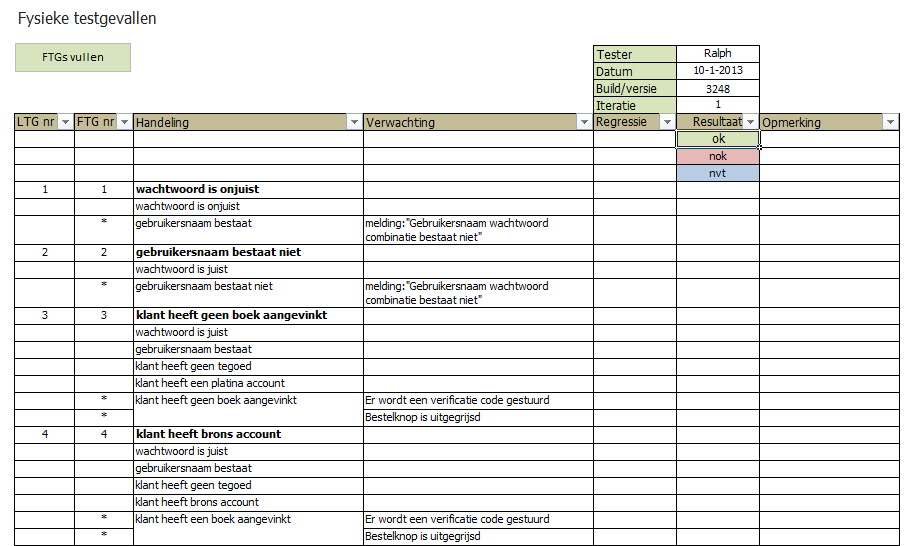 Fysieke testgevallen
FTGs vullen
Tester Ralph
Datum 10-1-2013
Build/versie 3248
Iteratie 1
LTG nr FTG nr Handeling Verwachting Regressie Resultaat Opmerking
ok
nok
nvt
1 1 wachtwoord is onjuist
wachtwoord is onjuist
* gebruikersnaam bestaat melding:"Gebruikersnaam wachtwoord
combinatie bestaat niet"
2 2 gebruikersnaam bestaat niet
wachtwoord is juist
* gebruikersnaam bestaat niet melding:"Gebruikersnaam wachtwoord
combinatie bestaat niet"
3 3 klant heeft geen boek aangevinkt
wachtwoord is juist
gebruikersnaam bestaat
klant heeft geen tegoed
klant heeft een platina account
* klant heeft geen boek aangevinkt Er wordt een verificatie code gestuurd
* Bestelknop is uitgegrijsd
4 4 klant heeft brons account
wachtwoord is juist
gebruikersnaam bestaat
klant heeft geen tegoed
klant heeft brons account
* klant heeft een boek aangevinkt Er wordt een verificatie code gestuurd
* Bestelknop is uitgegrijsd